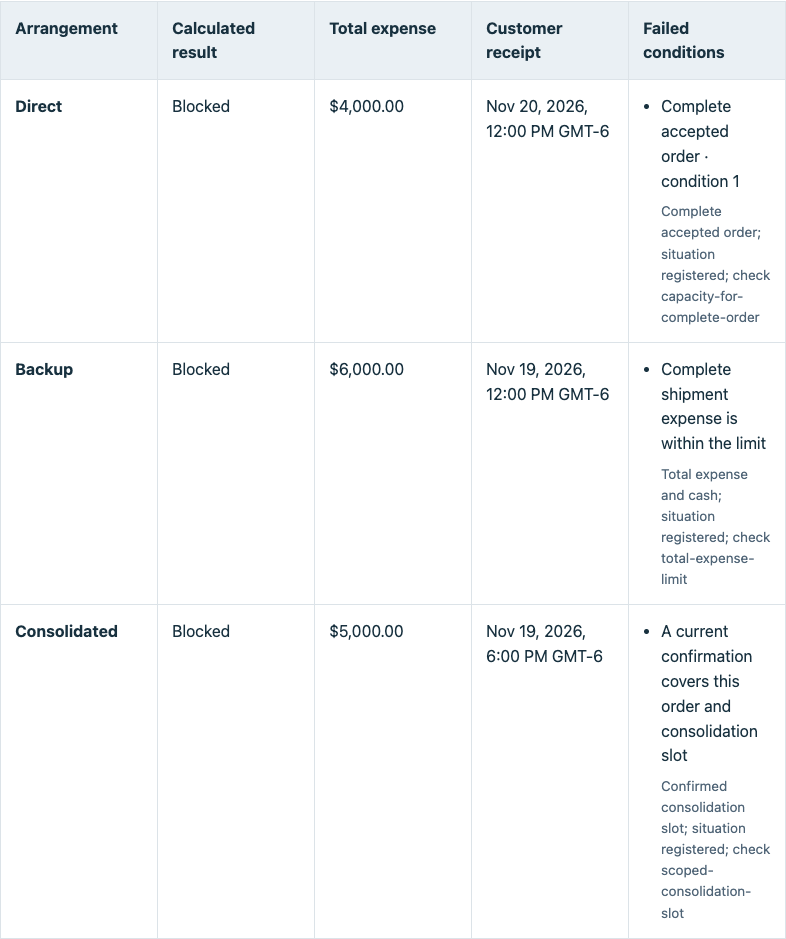 Arrangement
Calculated
result
Total expense
Customer
receipt
Failed
conditions
Direct
Blocked
$4,000.00
Nov 20, 2026,
12:00 PM GMT-6
• Complete
accepted
order ·
condition 1
Complete
accepted order;
situation
registered; check
capacity-for-
complete-order
Backup
Blocked
$6,000.00
Nov 19, 2026,
12:00 PM GMT-6
• Complete
shipment
expense is
within the limit
Total expense
and cash;
situation
registered; check
total-expense-
limit
Consolidated
Blocked
$5,000.00
Nov 19, 2026,
6:00 PM GMT-6
• A current
confirmation
covers this
order and
consolidation
slot
Confirmed
consolidation
slot; situation
registered; check
scoped-
consolidation-
slot